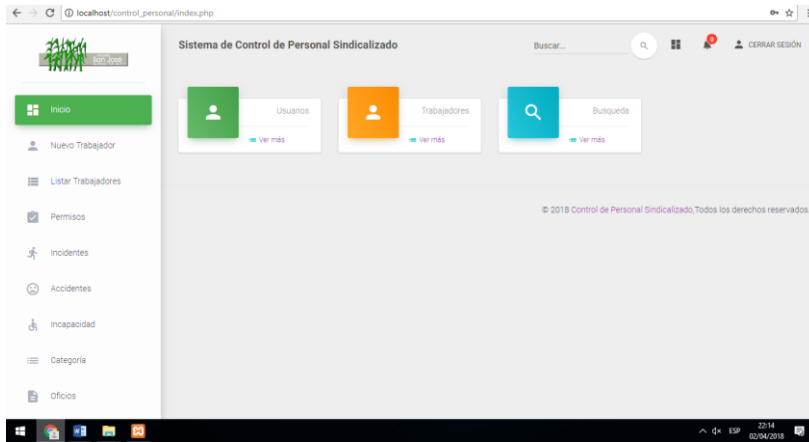 localhost/control_personal/index.php
San José
Sistema de Control de Personal Sindicalizado
Buscar...
CERRAR SESIÓN
Inicio
Nuevo Trabajador
Listar Trabajadores
Permisos
Incidentes
Accidentes
Incapacidad
Categoría
Oficios
Usuarios
Ver más
Trabajadores
Ver más
Busqueda
Ver más
© 2018 Control de Personal Sindicalizado,Todos los derechos reservados
ESP
22:14
02/04/2018